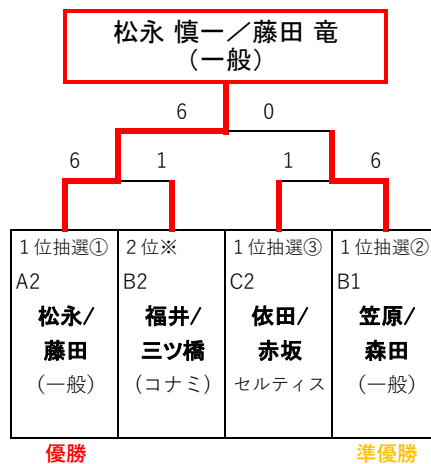 松永 慎一／藤田 竜
（一般）
6 0
6 1 1 6
１位抽選① ２位※ １位抽選③ １位抽選②
A2 B2 C2 B1
松永/ 福井/ 依田/ 笠原/
藤田 三ツ橋 赤坂 森田
（一般） （コナミ） セルティス （一般）
優勝 準優勝